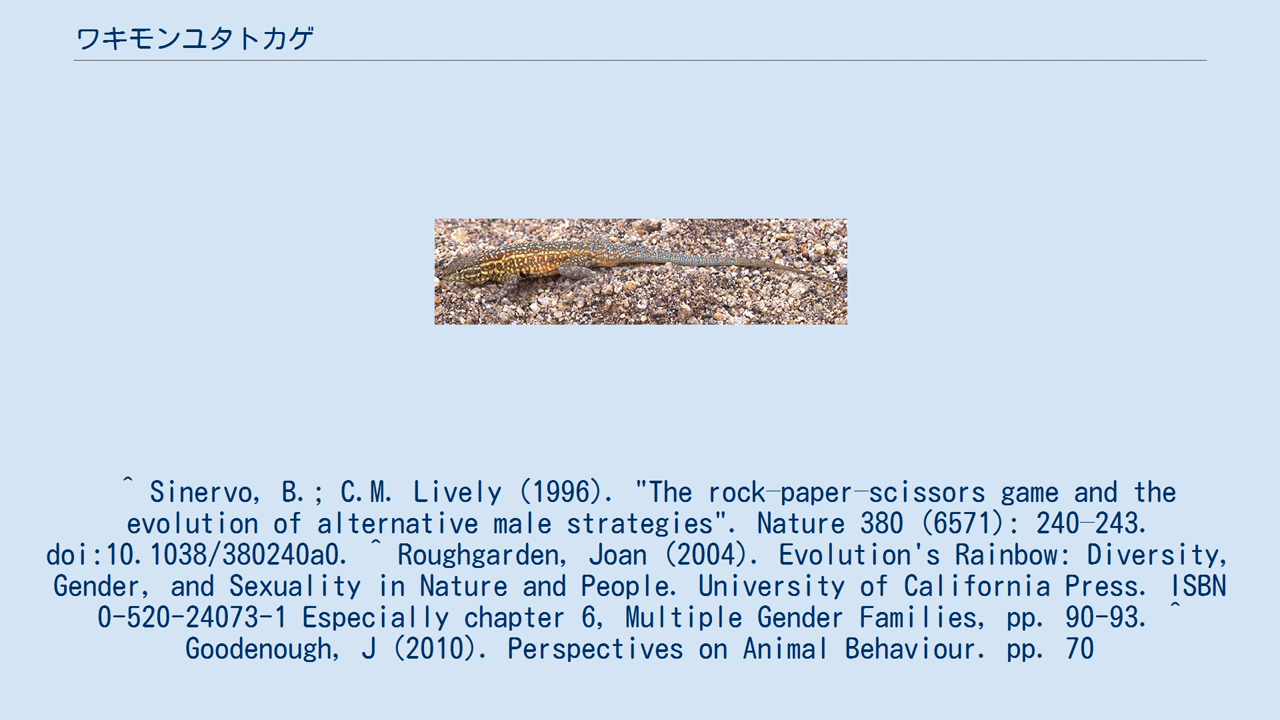 ワキモンユタトカゲ
^ Sinervo, B.; C.M. Lively (1996). "The rock–paper–scissors game and the
evolution of alternative male strategies". Nature 380 (6571): 240–243.
doi:10.1038/380240a0. ^ Roughgarden, Joan (2004). Evolution's Rainbow: Diversity,
Gender, and Sexuality in Nature and People. University of California Press. ISBN
0-520-24073-1 Especially chapter 6, Multiple Gender Families, pp. 90-93. ^
Goodenough, J (2010). Perspectives on Animal Behaviour. pp. 70